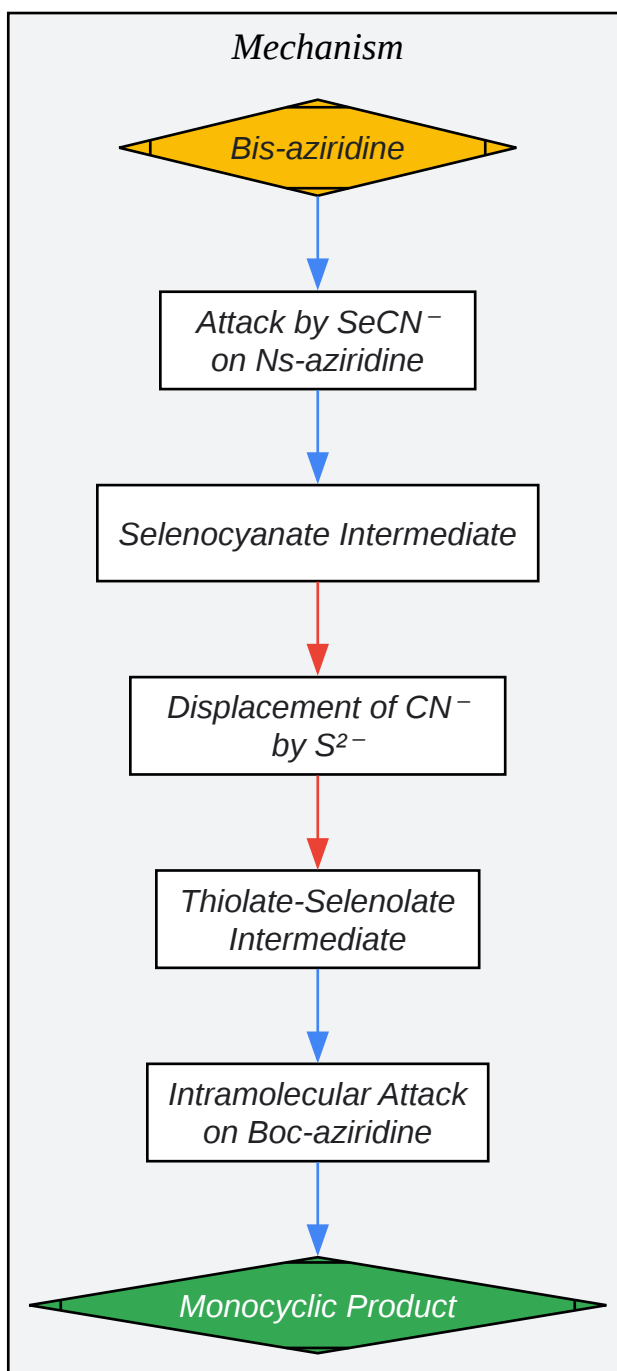 Mechanism
Bis-aziridine
Attack by SeCN⁻
on Ns-aziridine
Selenocyanate Intermediate
Displacement of CN⁻
by S²⁻
Thiolate-Selenolate
Intermediate
Intramolecular Attack
on Boc-aziridine
Monocyclic Product